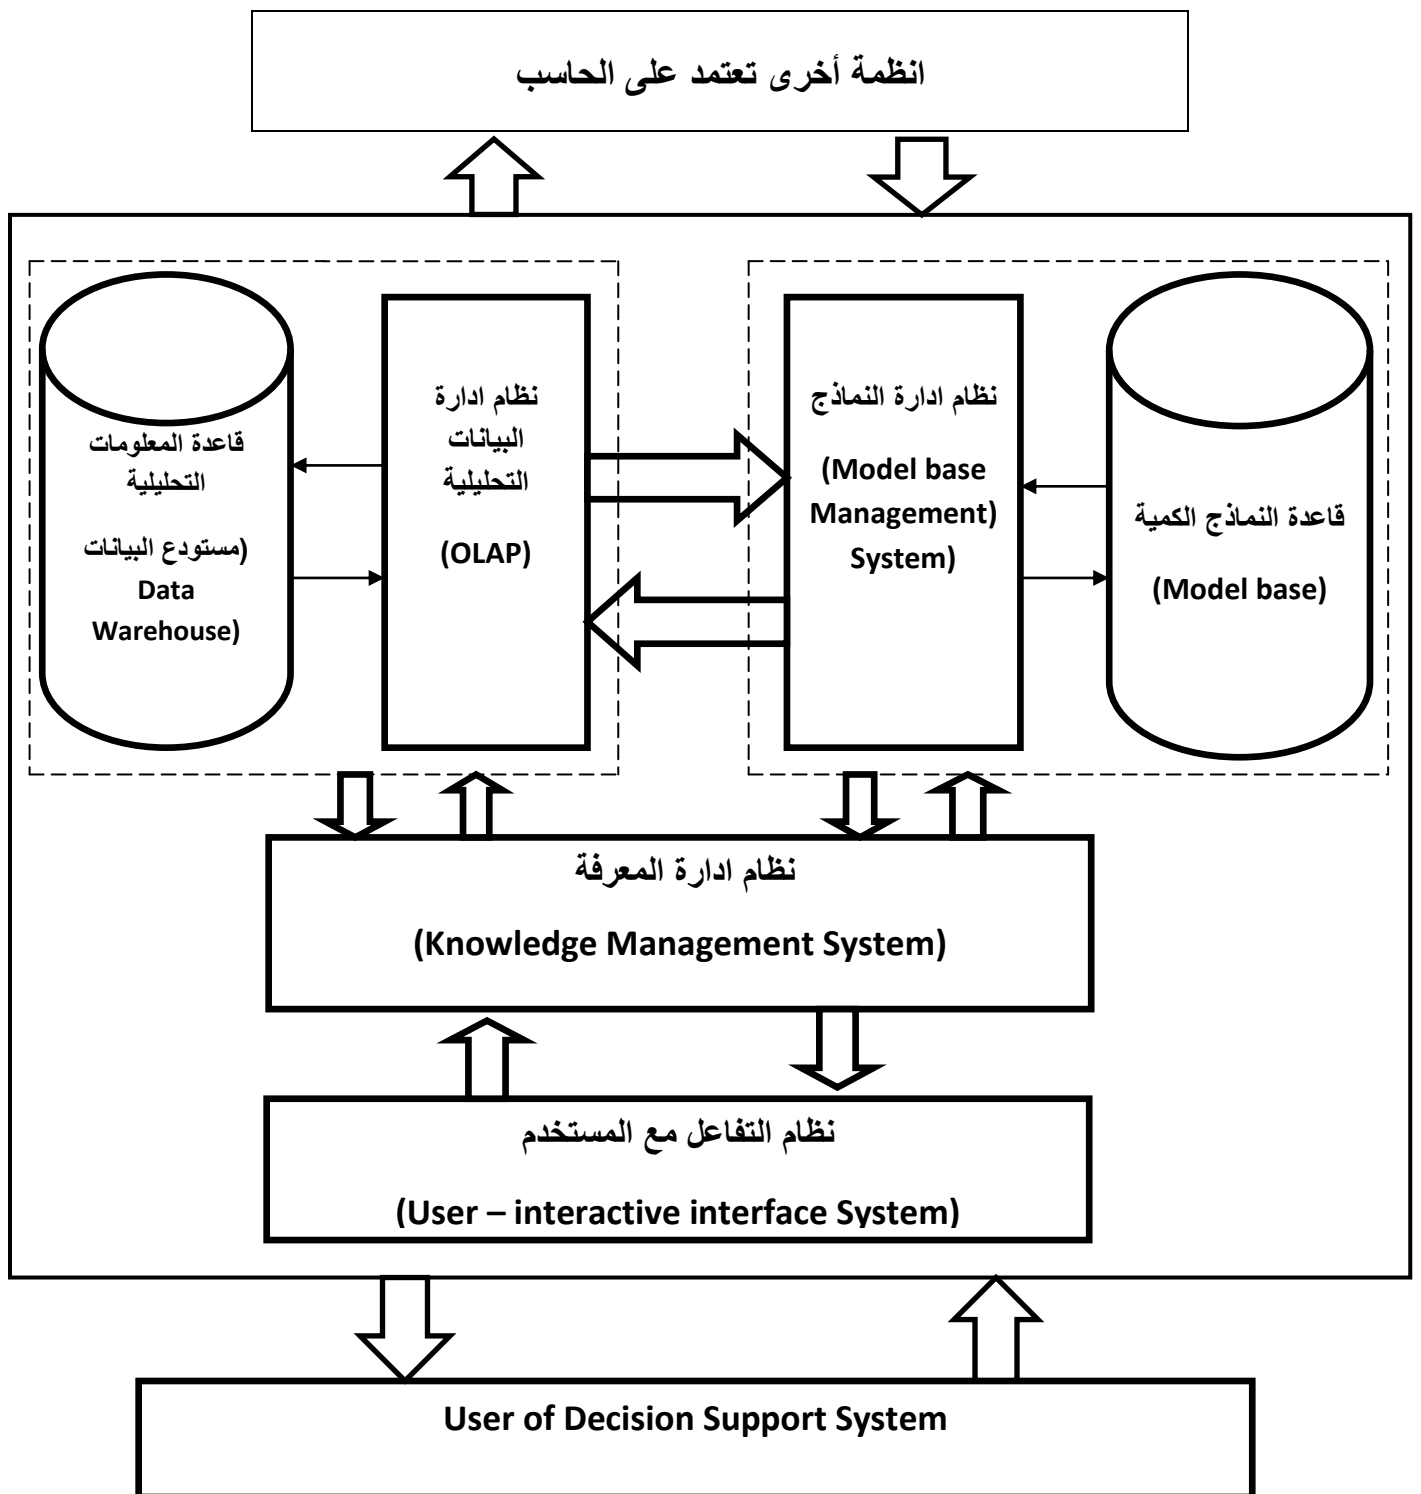 انظمة أخرى تعتمد على الحاسب
قاعدة المعلومات
التحليلية
(مستودع البيانات
Data
Warehouse)
نظام ادارة
البيانات
التحليلية
(OLAP)
نظام ادارة النماذج
(Model base
Management)
System)
قاعدة النماذج الكمية
(Model base)
نظام ادارة المعرفة
(Knowledge Management System)
نظام التفاعل مع المستخدم
(User – interactive interface System)
User of Decision Support System